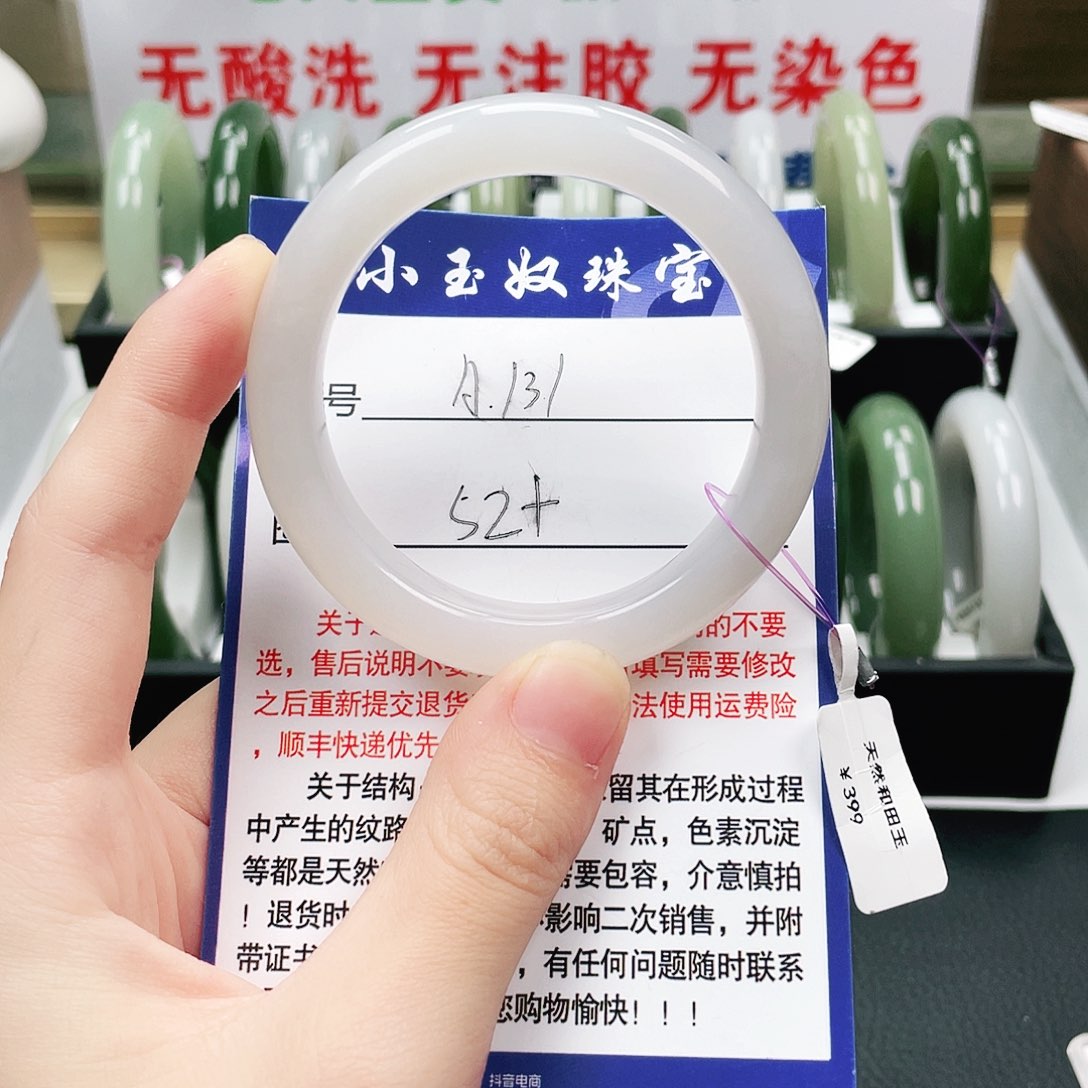 无酸洗 无注胶 无染色
小玉奴珠宝
号 A.131
52+
关于 的不要
选，售后说明不 填写需要修改
之后重新提交退货 法使用运费险
，顺丰快递优先
关于结构 留其在形成过程
中产生的纹路 矿点，色素沉淀
等都是天然 需要包容，介意慎拍
！退货时 影响二次销售，并附
带证书 ，有任何问题随时联系
您购物愉快！！！
抖音电商
天然和田玉
¥399